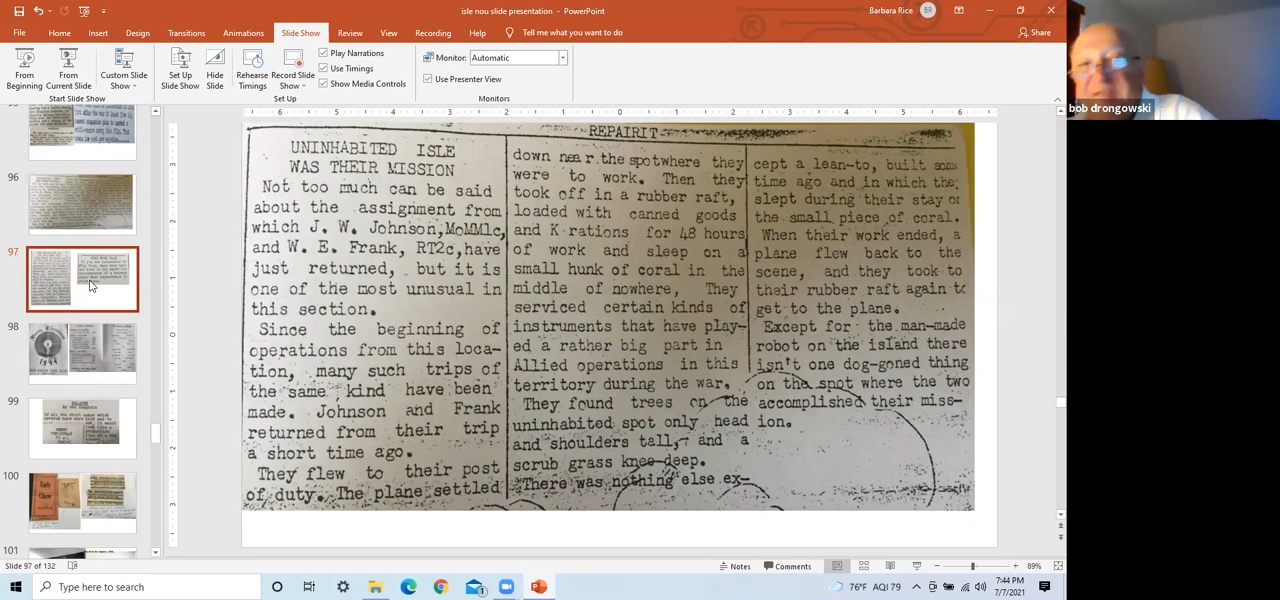 isle nou slide presentation - PowerPoint
Barbara Rice
BR
File
Home
Insert
Design
Transitions
Animations
Slide Show
Review
View
Recording
Help
Tell me what you want to do
Share
From
Beginning
From
Current Slide
Custom Slide
Show
Start Slide Show
Set Up
Slide Show
Hide
Slide
Rehearse
Timings
Record Slide
Show
Play Narrations
Use Timings
Show Media Controls
Set Up
Monitor:
Automatic
Use Presenter View
Monitors
bob drongowski
96
97
98
99
100
101
REPAIRIT
UNINHABITED ISLE
WAS THEIR MISSION
Not too much can be said
about the assignment from
which J. W. Johnson, MoMM1c,
and W. E. Frank, RT2c, have
just returned, but it is
one of the most unusual in
this section.
Since the beginning of
operations from this loca-
tion, many such trips of
the same kind have been
made. Johnson and Frank
returned from their trip
a short time ago.
They flew to their post
of duty. The plane settled
down near the spot where they
were to work. Then they
took off in a rubber raft,
loaded with canned goods
and K rations for 48 hours
of work and sleep on a
small hunk of coral in the
middle of nowhere. They
serviced certain kinds of
instruments that have play-
ed a rather big part in
Allied operations in this
territory during the war.
They found trees on the
uninhabited spot only head
and shoulders tall, and a
scrub grass knee-deep.
There was nothing else ex-
cept a lean-to, built som
time ago and in which the
slept during their stay or
the small piece of coral.
When their work ended, a
plane flew back to the
scene, and they took to
their rubber raft again to
get to the plane.
Except for the man-made
robot on the island there
isn't one dog-goned thing
on the spot where the two
accomplished their miss-
ion.
Slide 97 of 132
Notes
Comments
89%
Type here to search
76°F AQI 79
7:44 PM
7/7/2021